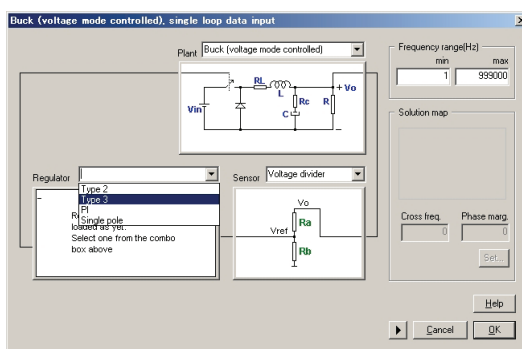 Buck (voltage mode controlled), single loop data input
Plant Buck (voltage mode controlled)
RL
L
+ Vo
Vin
Rc
R
C
−
Frequency range(Hz)
min max
1 999000
Solution map
Regulator
Type 2
Type 3
PI
Single pole
loaded as yet.
Select one from the combo
box above
Sensor Voltage divider
Vo
Vref
Ra
Rb
Cross freq. Phase marg.
0 0
Set...
Help
Cancel OK